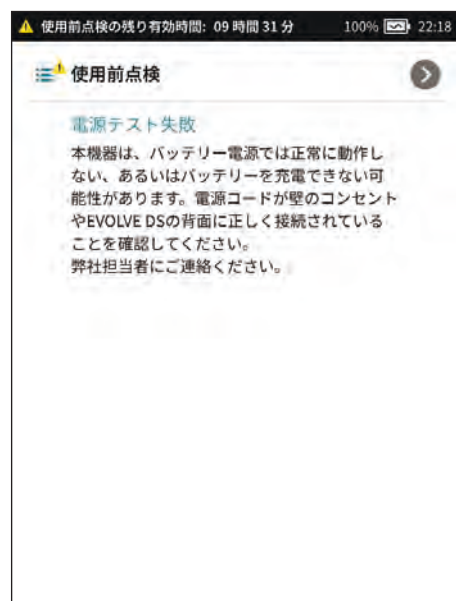 使用前点検の残り有効時間: 09 時間 31 分 100% 22:18
使用前点検
電源テスト失敗
本機器は、バッテリー電源では正常に動作し
ない、あるいはバッテリーを充電できない可
能性があります。電源コードが壁のコンセント
やEVOLVE DSの背面に正しく接続されている
ことを確認してください。
弊社担当者にご連絡ください。